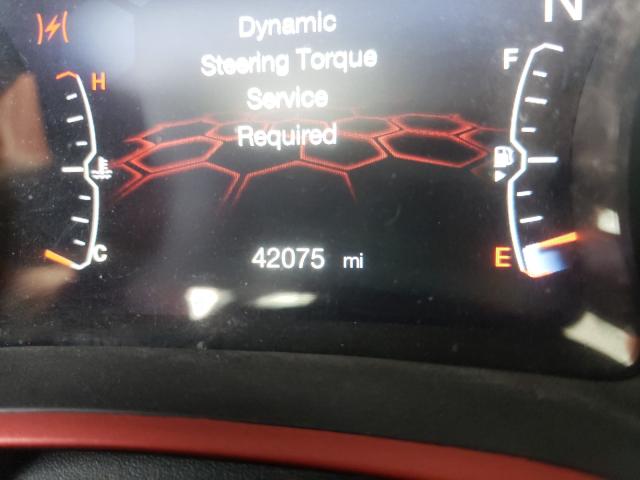 N
Dynamic
Steering Torque
Service
Required
H
F
C
E
42075 mi